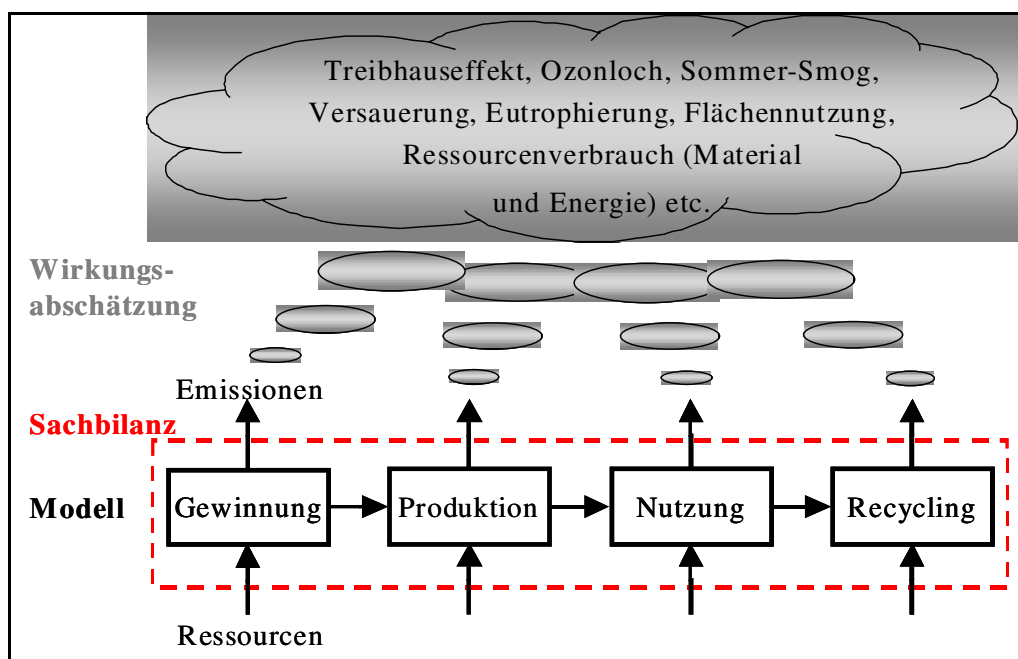 Treibhauseffekt, Ozonloch, Sommer-Smog,
Versauerung, Eutrophierung, Flächennutzung,
Ressourcenverbrauch (Material
und Energie) etc.
Wirkungs-
abschätzung
Emissionen
Sachbilanz
Modell
Gewinnung
Produktion
Nutzung
Recycling
Ressourcen